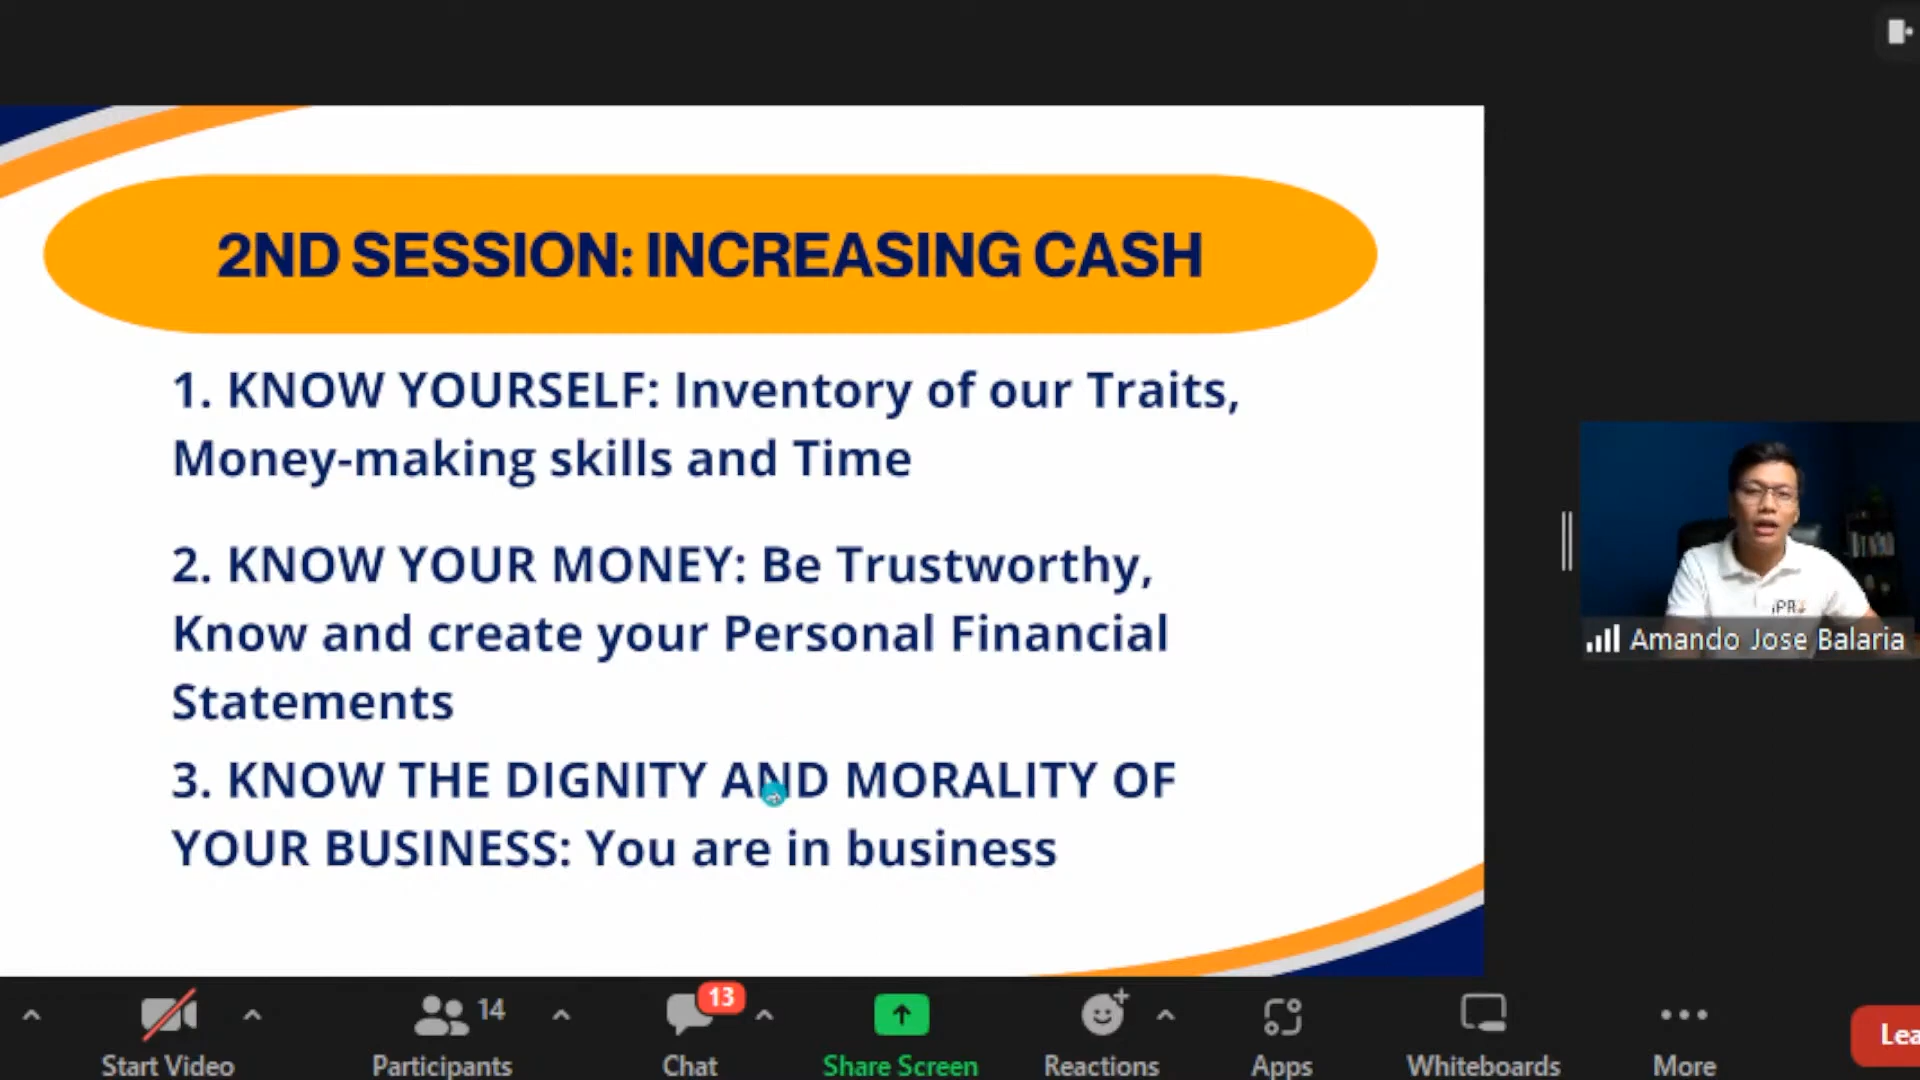 2ND SESSION: INCREASING CASH
1. KNOW YOURSELF: Inventory of our Traits,
Money-making skills and Time
2. KNOW YOUR MONEY: Be Trustworthy,
Know and create your Personal Financial
Statements
3. KNOW THE DIGNITY AND MORALITY OF
YOUR BUSINESS: You are in business
Amando Jose Balaria
14
13
Start Video
Participants
Chat
Share Screen
Reactions
Apps
Whiteboards
More
Lea